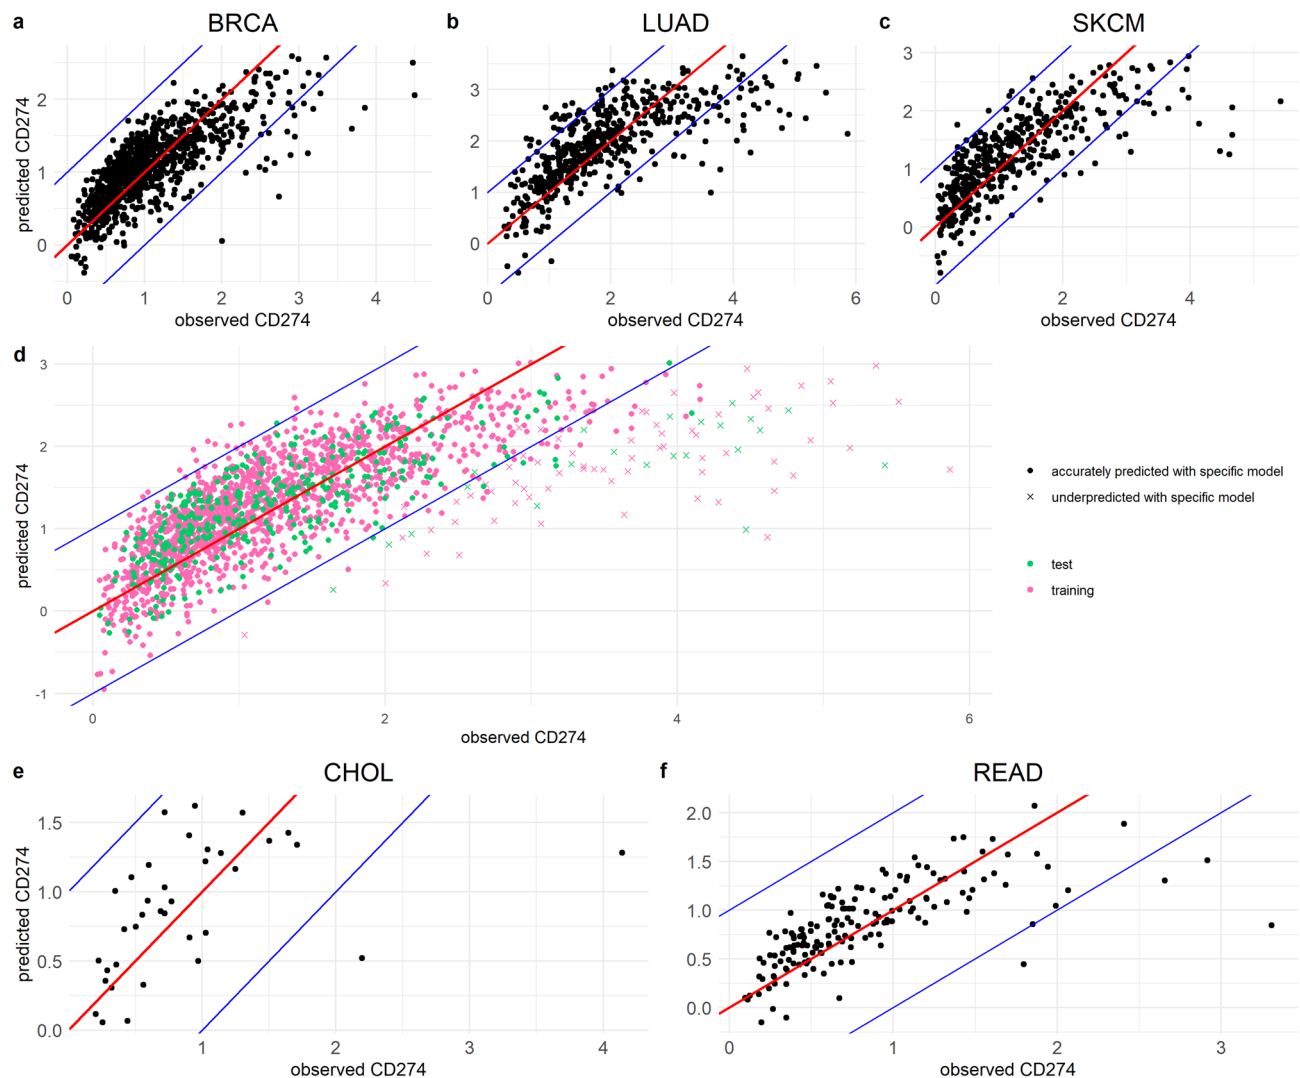 a BRCA
b LUAD
c SKCM
predicted CD274
2
1
0
0 1 2 3 4
observed CD274
3
2
1
0
0 2 4 6
observed CD274
3
2
1
0
0 2 4
observed CD274
d
predicted CD274
3
2
1
0
-1
0 2 4 6
observed CD274
accurately predicted with specific model
underpredicted with specific model
test
training
e CHOL
predicted CD274
1.5
1.0
0.5
0.0
1 2 3 4
observed CD274
f READ
2.0
1.5
1.0
0.5
0.0
0 1 2 3
observed CD274